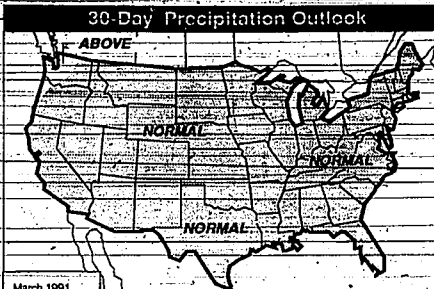 30-Day Precipitation Outlook
ABOVE
NORMAL
NORMAL
NORMAL
March 1991